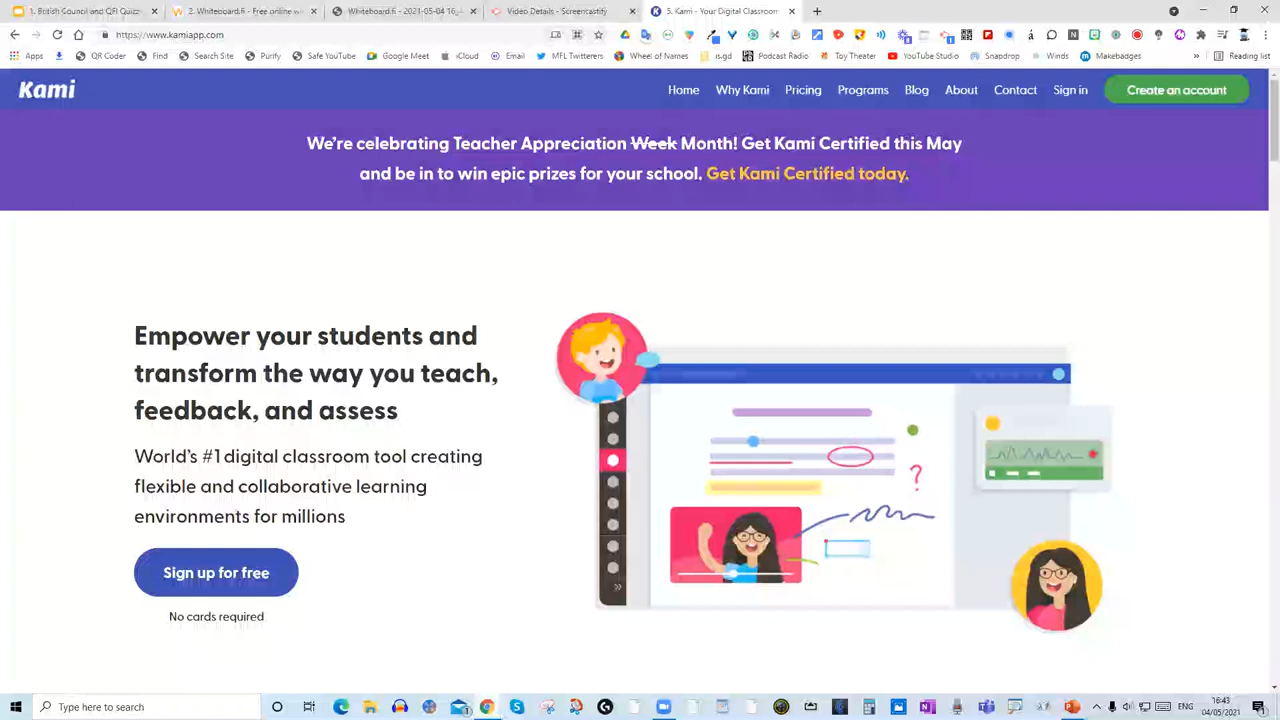 1. British Council and QR Quizz
2. Whiteboard.fi - Free online w
Whiteboard.fi - 2021-05-04 16_
Video Details - Screencastify
5. Kami - Your Digital Classroom
https://www.kamiapp.com
Apps QR Coder Find Search Site Purify Safe YouTube Google Meet iCloud Email MFL Twitterers Wheel of Names is.gd Podcast Radio Toy Theater YouTube Studio Snapdrop Winds Makebadges » Reading list
Kami
Home Why Kami Pricing Programs Blog About Contact Sign in Create an account
We're celebrating Teacher Appreciation Week Month! Get Kami Certified this May
and be in to win epic prizes for your school. Get Kami Certified today.
Empower your students and
transform the way you teach,
feedback, and assess
World's #1 digital classroom tool creating
flexible and collaborative learning
environments for millions
Sign up for free
No cards required
?
Type here to search
ENG
16:43
04/05/2021